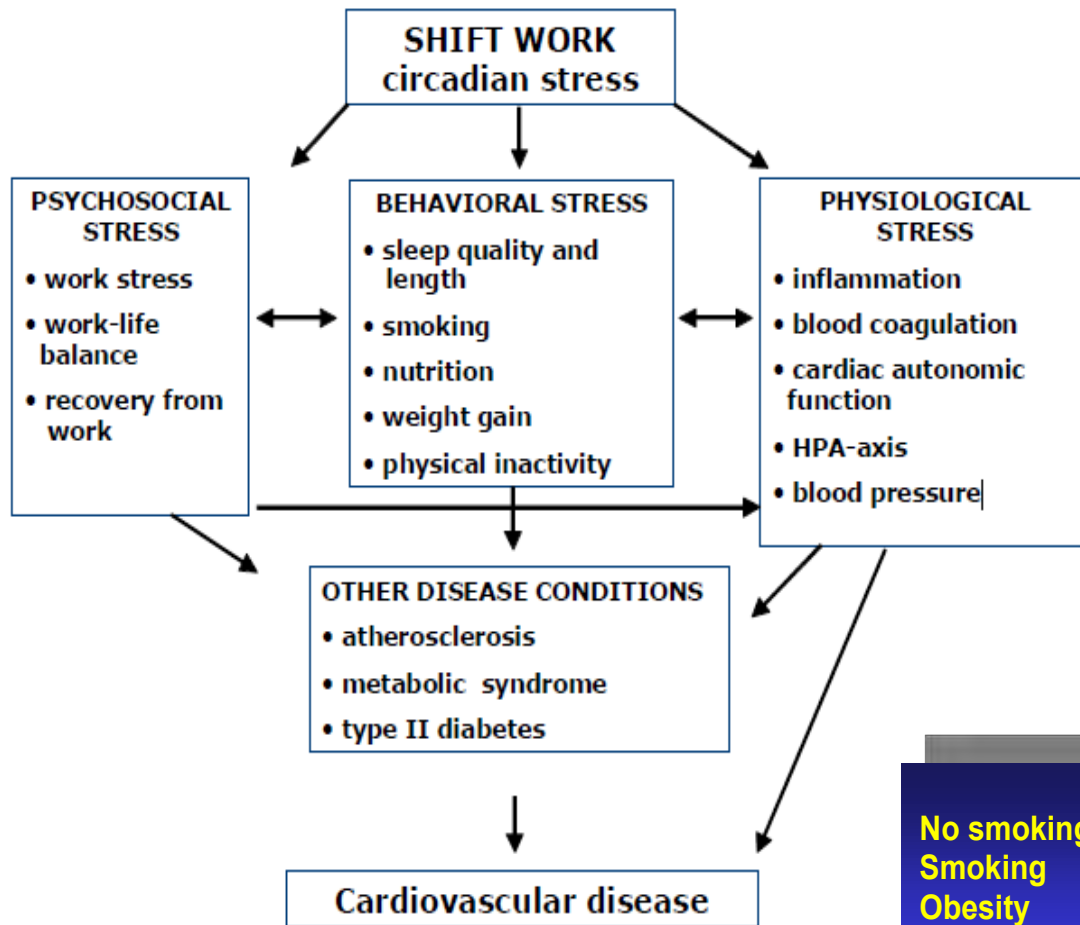 SHIFT WORK
circadian stress
PSYCHOSOCIAL
STRESS
• work stress
• work-life
balance
• recovery from
work
BEHAVIORAL STRESS
• sleep quality and
length
• smoking
• nutrition
• weight gain
• physical inactivity
PHYSIOLOGICAL
STRESS
• inflammation
• blood coagulation
• cardiac autonomic
function
• HPA-axis
• blood pressure
OTHER DISEASE CONDITIONS
• atherosclerosis
• metabolic syndrome
• type II diabetes
Cardiovascular disease
No smoking
Smoking
Obesity